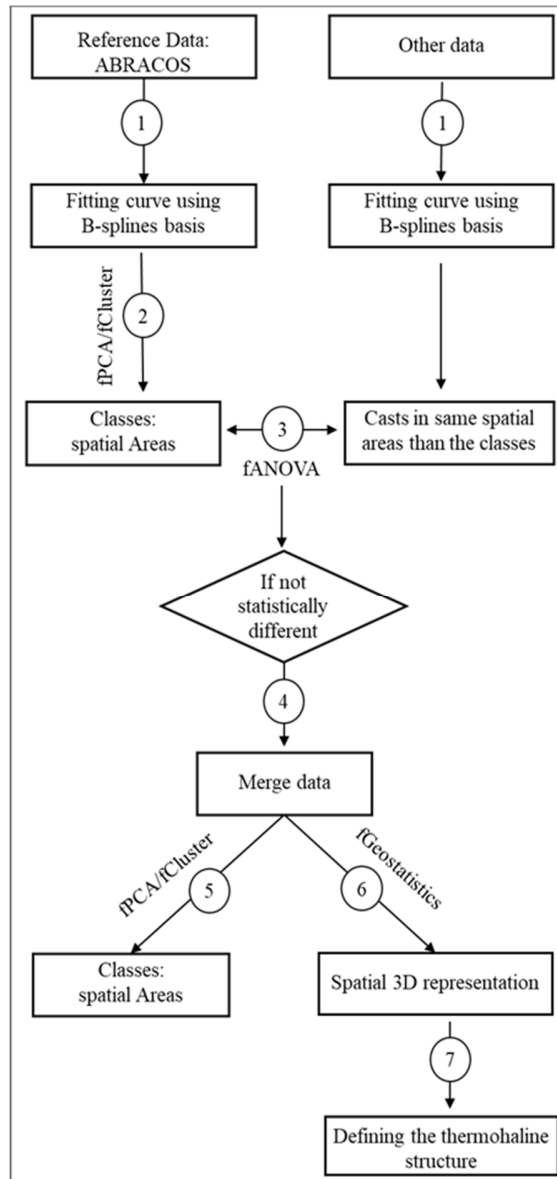 Reference Data:
ABRACOS
Other data
1
1
Fitting curve using
B-splines basis
Fitting curve using
B-splines basis
fPCA/fCluster
2
Classes:
spatial Areas
3
Casts in same spatial
areas than the classes
fANOVA
If not
statistically
different
4
Merge data
fPCA/fCluster
5
fGeostatistics
6
Classes:
spatial Areas
Spatial 3D representation
7
Defining the thermohaline
structure